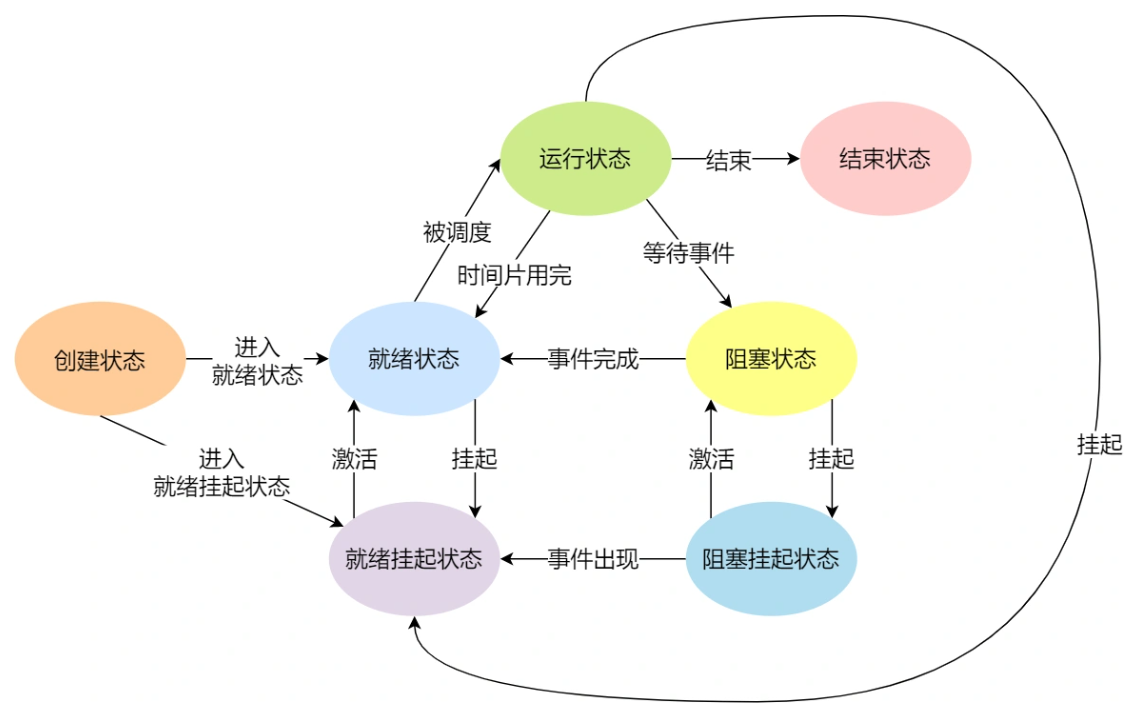 运行状态
结束
结束状态
被调度
等待事件
时间片用完
创建状态
进入
就绪状态
就绪状态
事件完成
阻塞状态
进入
就绪挂起状态
激活
挂起
激活
挂起
挂起
就绪挂起状态
事件出现
阻塞挂起状态